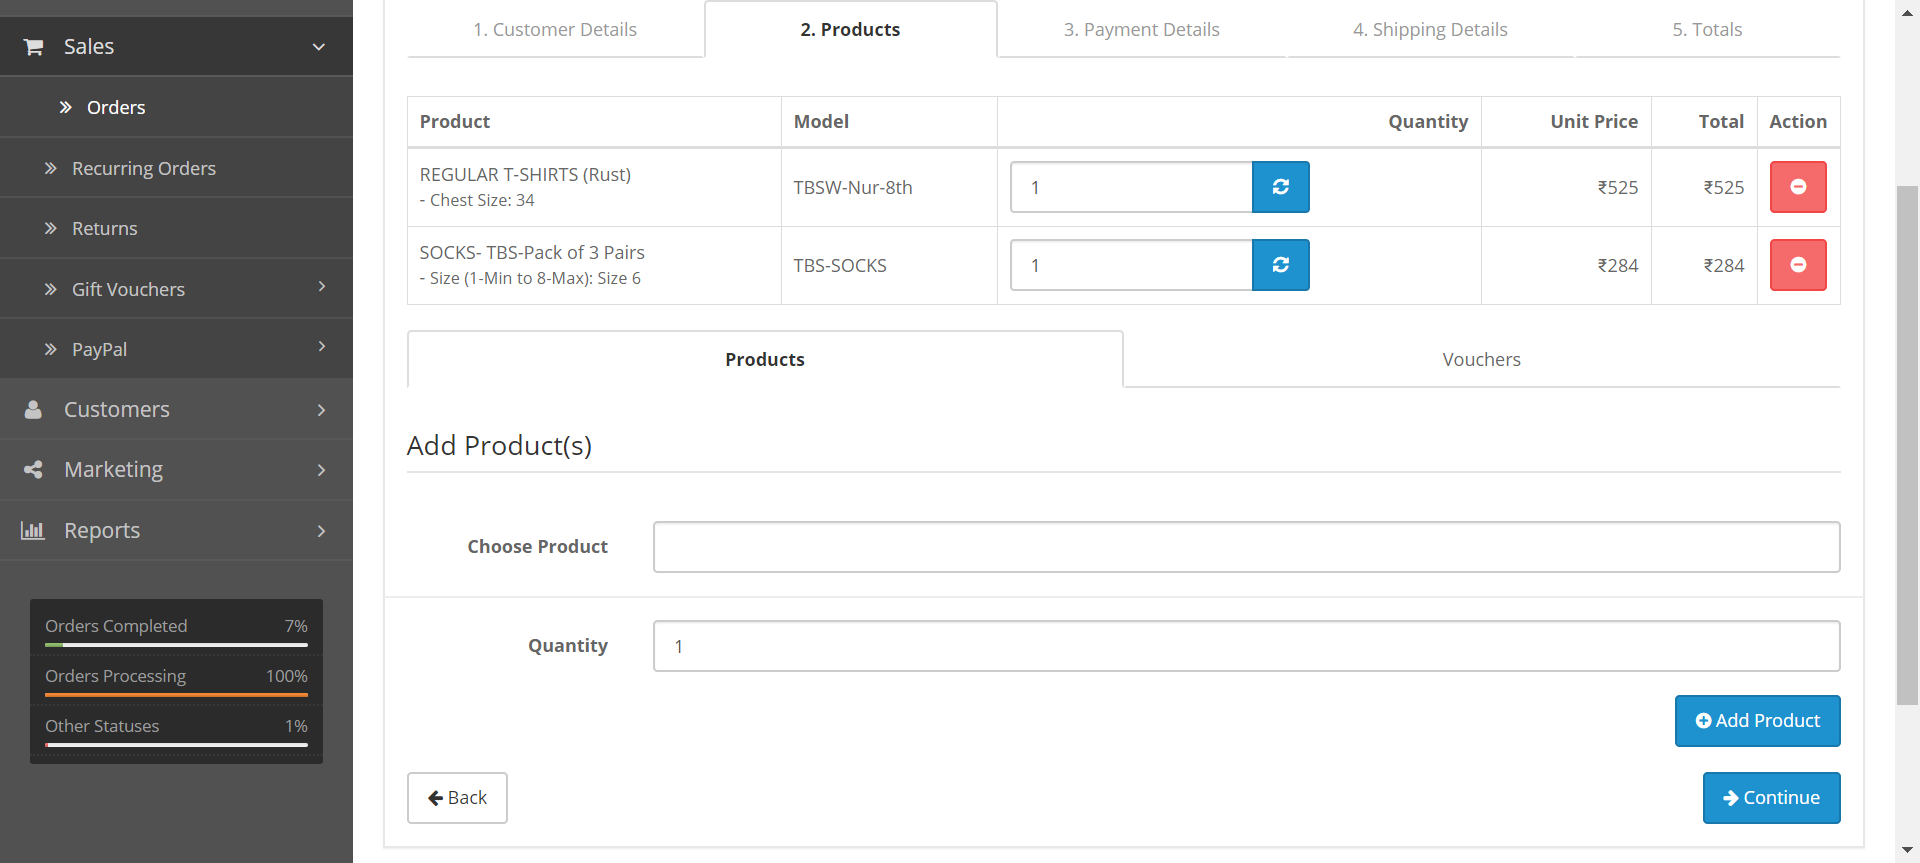 Sales
Orders
Recurring Orders
Returns
Gift Vouchers
PayPal
Customers
Marketing
Reports
Orders Completed 7%
Orders Processing 100%
Other Statuses 1%
1. Customer Details 2. Products 3. Payment Details 4. Shipping Details 5. Totals
Product Model Quantity Unit Price Total Action
REGULAR T-SHIRTS (Rust)
- Chest Size: 34
TBSW-Nur-8th 1 ₹525 ₹525
SOCKS- TBS-Pack of 3 Pairs
- Size (1-Min to 8-Max): Size 6
TBS-SOCKS 1 ₹284 ₹284
Products Vouchers
Add Product(s)
Choose Product
Quantity 1
Add Product
Back Continue